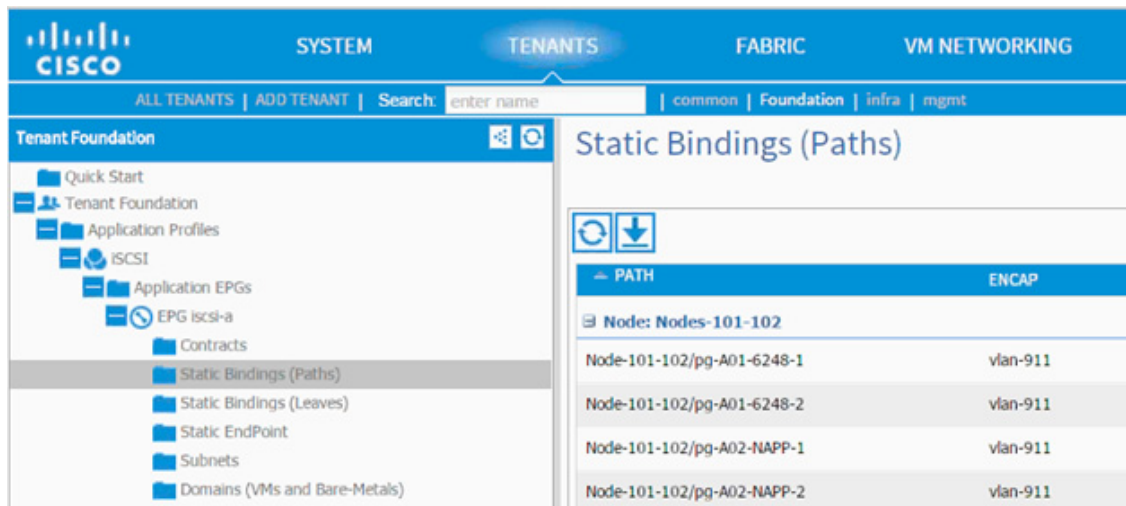 CISCO
SYSTEM TENANTS FABRIC VM NETWORKING
ALL TENANTS | ADD TENANT | Search: enter name | common | Foundation | infra | mgmt
Tenant Foundation
Quick Start
Tenant Foundation
Application Profiles
iSCSI
Application EPGs
EPG iscsi-a
Contracts
Static Bindings (Paths)
Static Bindings (Leaves)
Static EndPoint
Subnets
Domains (VMs and Bare-Metals)
Static Bindings (Paths)
PATH ENCAP
Node: Nodes-101-102
Node-101-102/pg-A01-6248-1 vlan-911
Node-101-102/pg-A01-6248-2 vlan-911
Node-101-102/pg-A02-NAPP-1 vlan-911
Node-101-102/pg-A02-NAPP-2 vlan-911